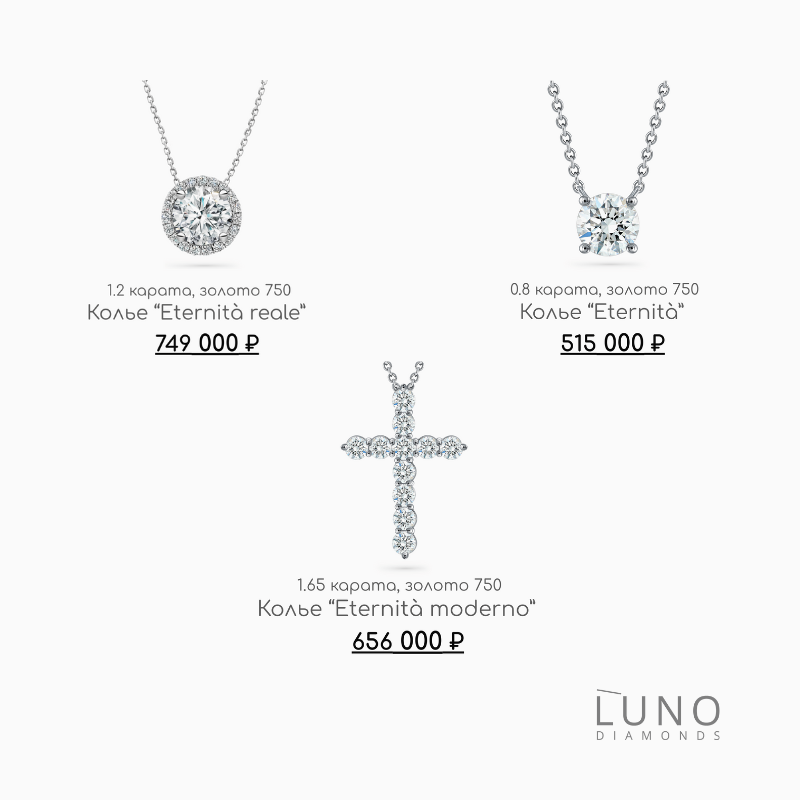 1.2 карата, золото 750
Колье “Eternità reale”
749 000 ₽
0.8 карата, золото 750
Колье “Eternità”
515 000 ₽
1.65 карата, золото 750
Колье “Eternità moderno”
656 000 ₽
LUNO
DIAMONDS